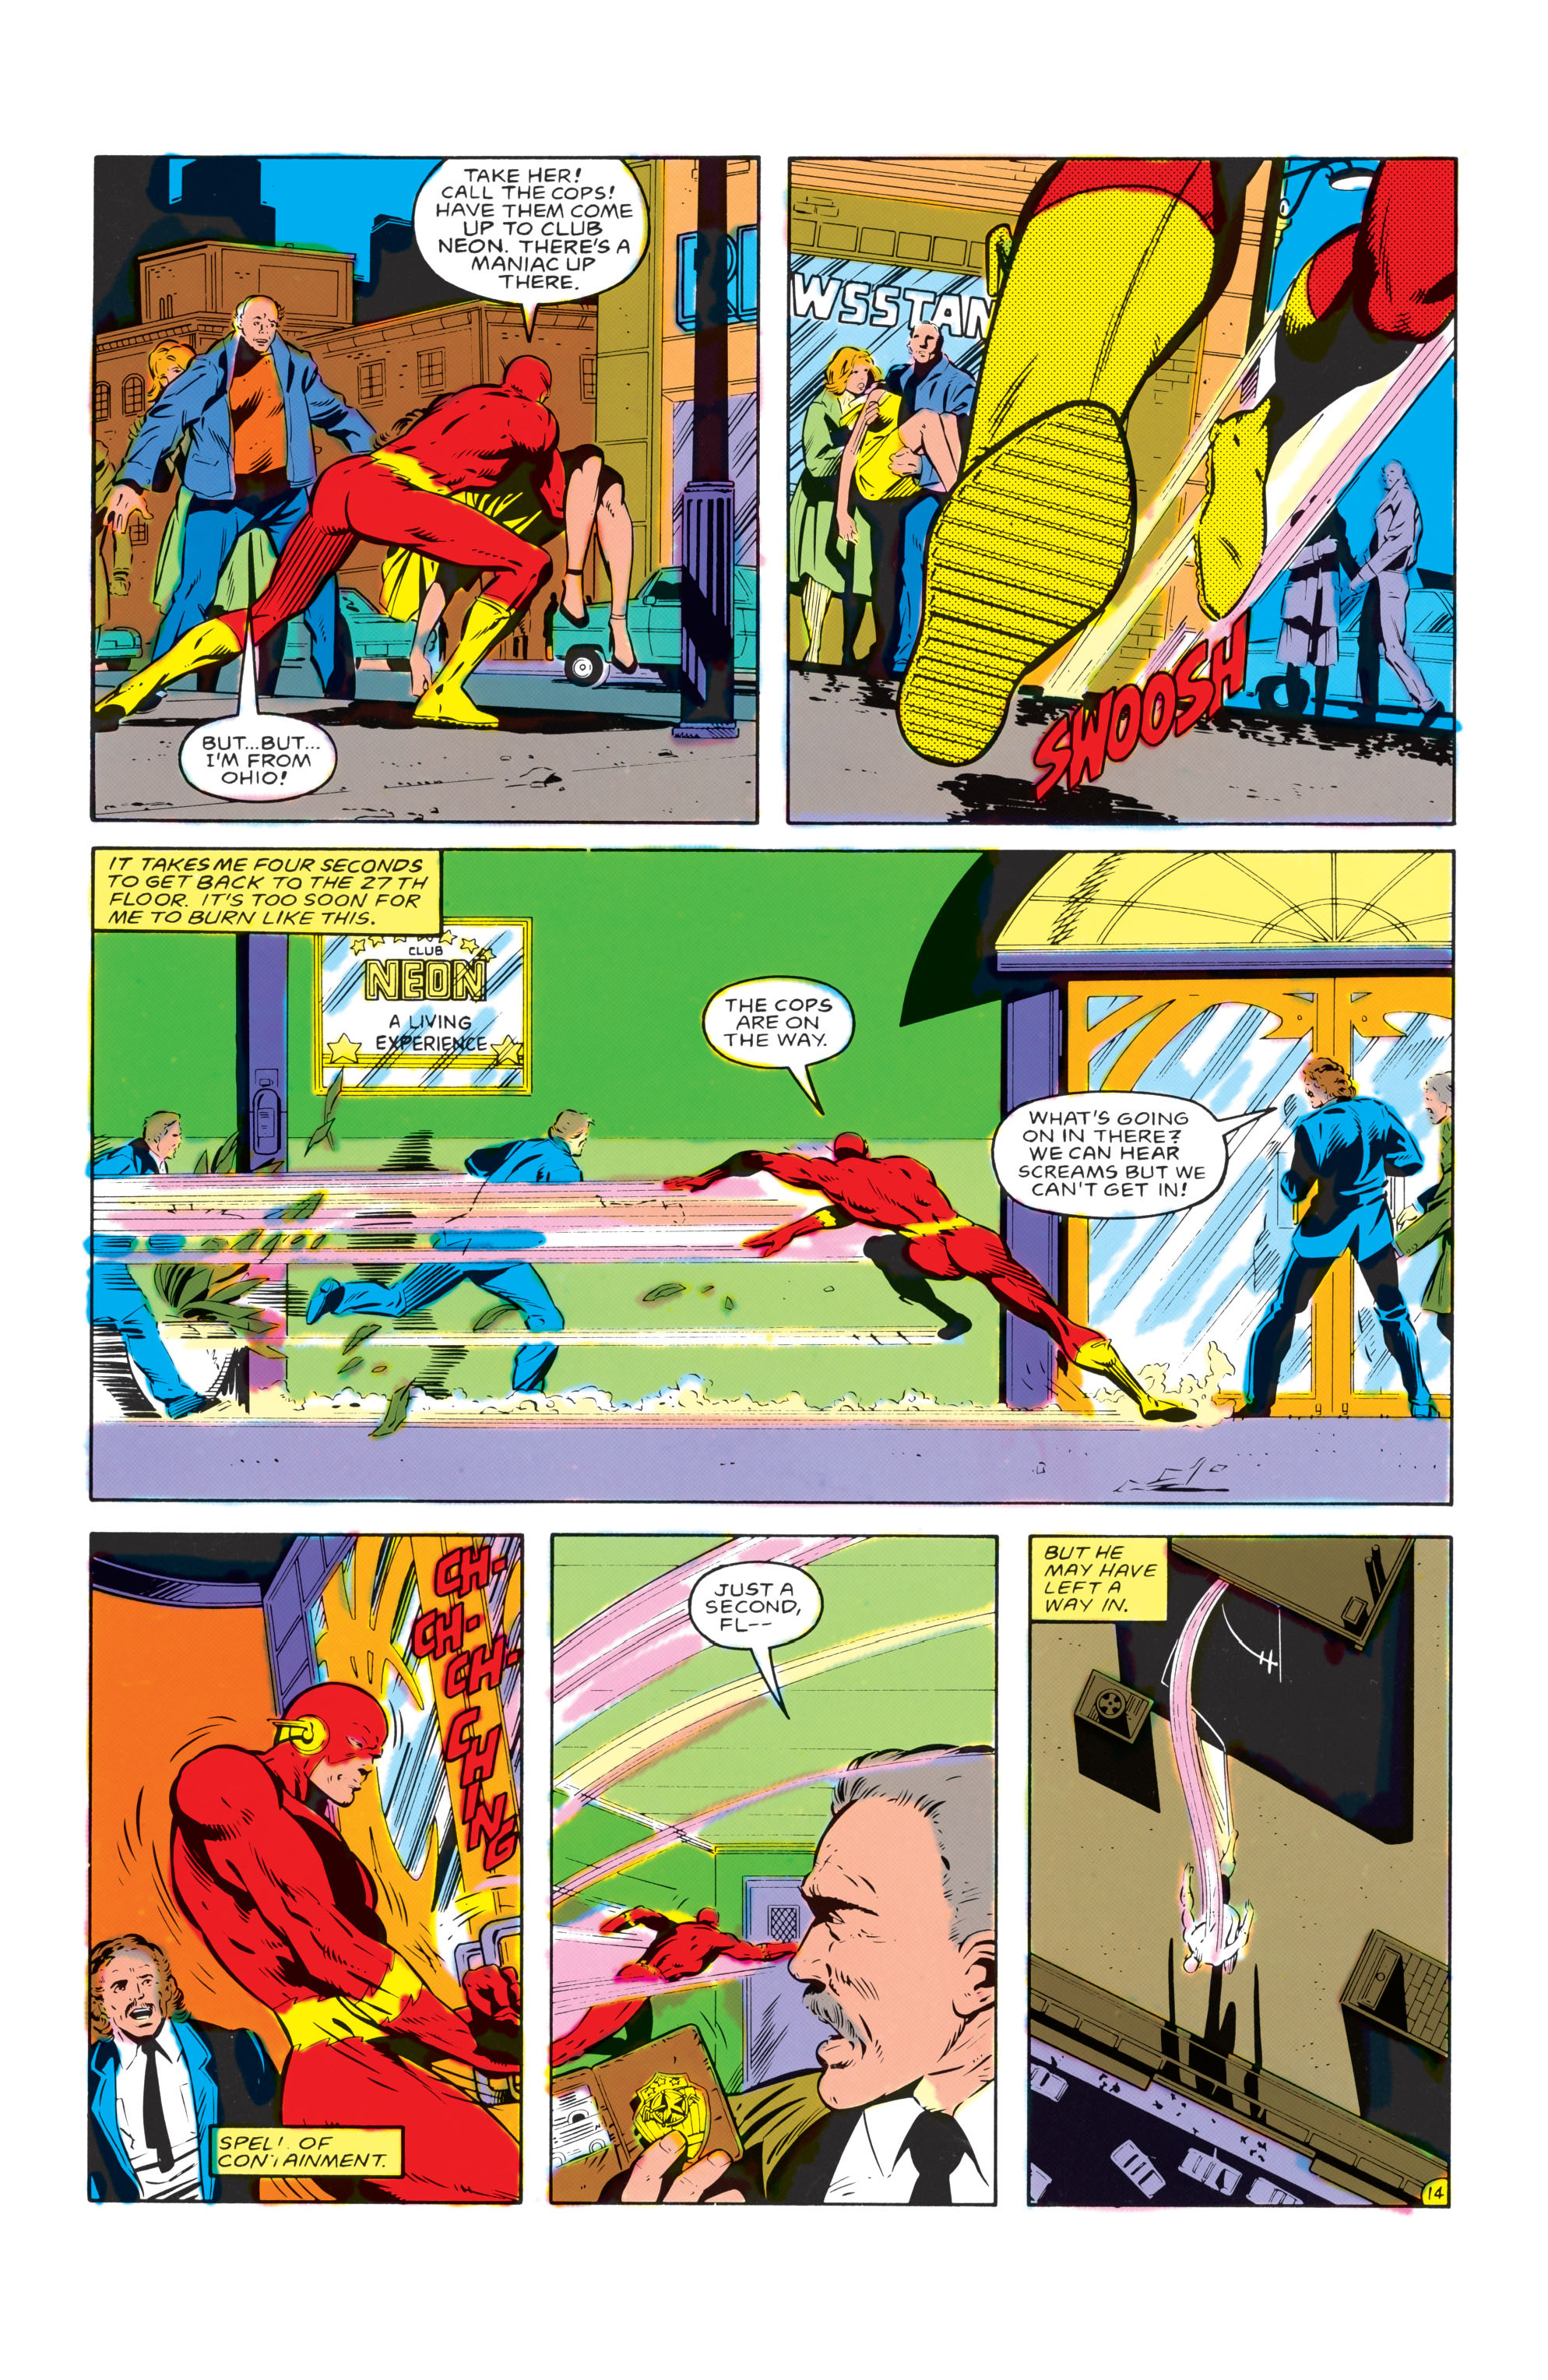 TAKE HER!
CALL THE COPS!
HAVE THEM COME
UP TO CLUB
NEON. THERE'S A
MANIAC UP
THERE.
BUT...BUT...
I'M FROM
OHIO!
WSSTAN
SWOOSH
IT TAKES ME FOUR SECONDS
TO GET BACK TO THE 27TH
FLOOR. IT'S TOO SOON FOR
ME TO BURN LIKE THIS.
CLUB
NEON
A LIVING
EXPERIENCE
THE COPS
ARE ON
THE WAY.
WHAT'S GOING
ON IN THERE?
WE CAN HEAR
SCREAMS BUT WE
CAN'T GET IN!
CH-
CH-
CH-
CHING
SPELL OF
CONTAINMENT.
JUST A
SECOND,
FL--
BUT HE
MAY HAVE
LEFT A
WAY IN.
14